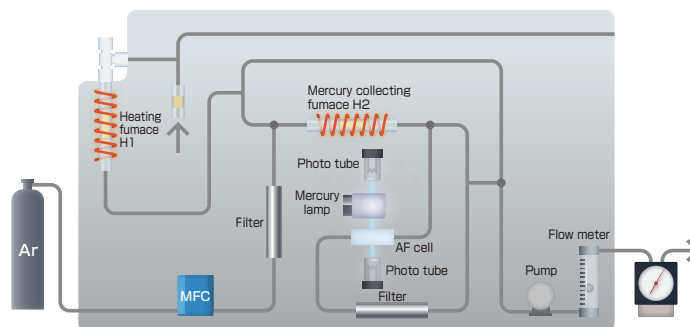 Heating
furnace
H1
Mercury collecting
fumace H2
Photo tube
Mercury
lamp
Filter
AF cell
Photo tube
Flow meter
Ar
MFC
Pump
Filter